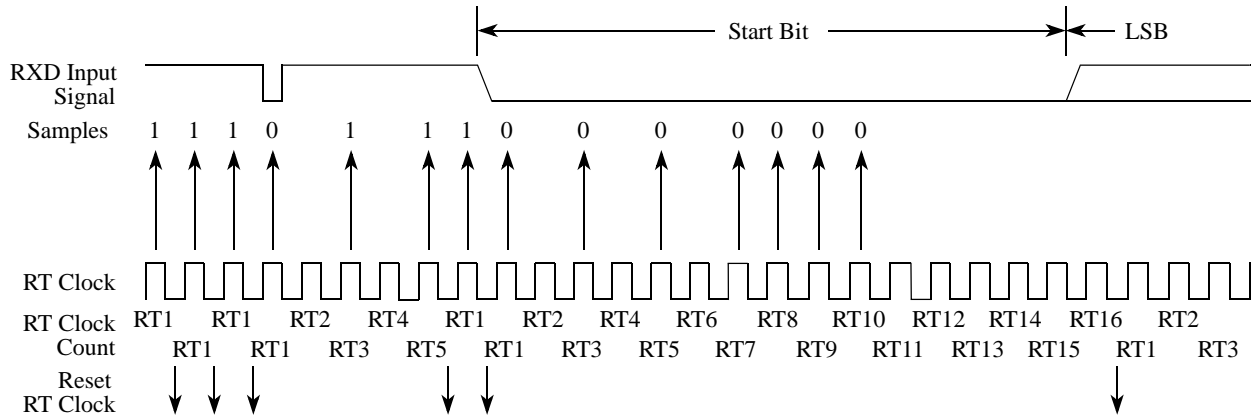 Start Bit LSB
RXD Input
Signal
Samples 1 1 1 0 1 1 1 0 0 0 0 0 0 0
RT Clock
RT Clock RT1 RT1 RT2 RT4 RT1 RT2 RT4 RT6 RT8 RT10 RT12 RT14 RT16 RT2
Count RT1 RT1 RT3 RT5 RT1 RT3 RT5 RT7 RT9 RT11 RT13 RT15 RT1 RT3
Reset
RT Clock